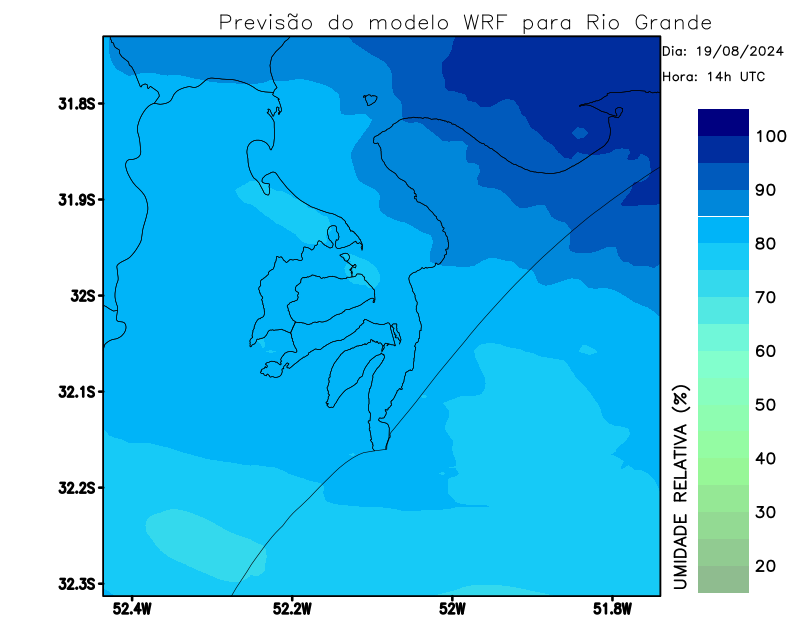 Previsão do modelo WRF para Rio Grande
Dia: 19/08/2024
Hora: 14h UTC
31.8S
31.9S
32S
32.1S
32.2S
32.3S
52.4W
52.2W
52W
51.8W
100
90
80
70
60
50
40
30
20
UMIDADE RELATIVA (%)